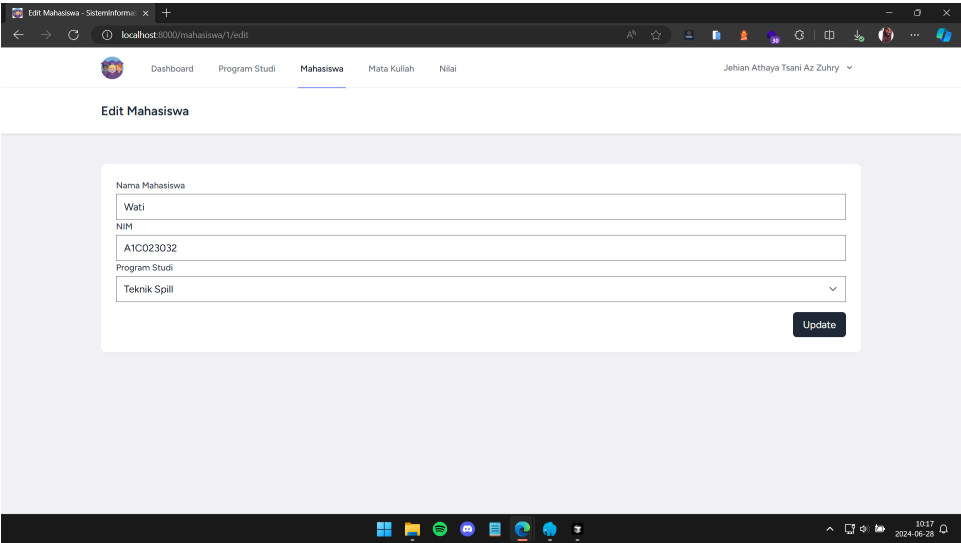 Edit Mahasiswa - SistemInformas
localhost:8000/mahasiswa/1/edit
30
Dashboard Program Studi Mahasiswa Mata Kuliah Nilai Jehian Athaya Tsani Az Zuhry
Edit Mahasiswa
Nama Mahasiswa
Wati
NIM
A1C023032
Program Studi
Teknik Spill
Update
10:17
2024-06-28